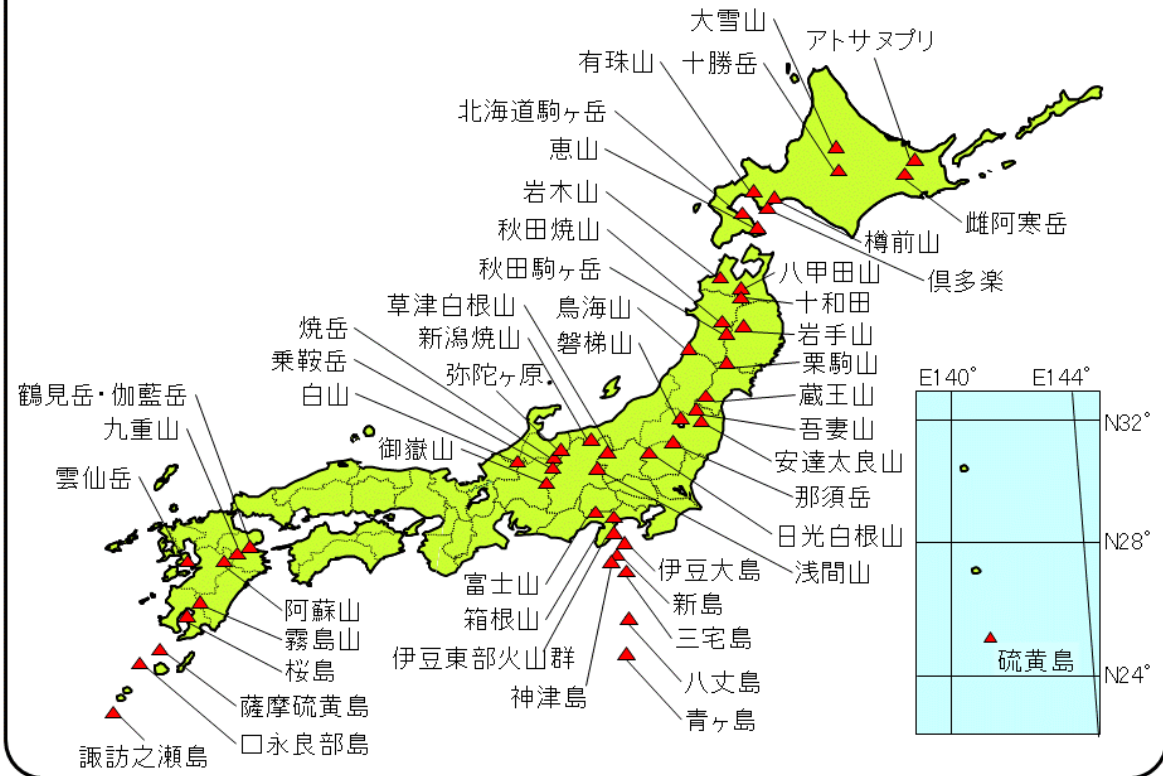 大雪山
アトサヌプリ
有珠山
十勝岳
北海道駒ヶ岳
恵山
岩木山
秋田焼山
秋田駒ヶ岳
草津白根山
鳥海山
焼岳
新潟焼山
磐梯山
乗鞍岳
弥陀ヶ原
白山
鶴見岳・伽藍岳
九重山
御嶽山
雲仙岳
雌阿寒岳
樽前山
倶多楽
八甲田山
十和田
岩手山
栗駒山
蔵王山
吾妻山
安達太良山
那須岳
日光白根山
浅間山
富士山
箱根山
伊豆東部火山群
神津島
伊豆大島
新島
三宅島
八丈島
青ヶ島
阿蘇山
霧島山
桜島
薩摩硫黄島
口永良部島
諏訪之瀬島
E140° E144°
N32°
N28°
硫黄島
N24°